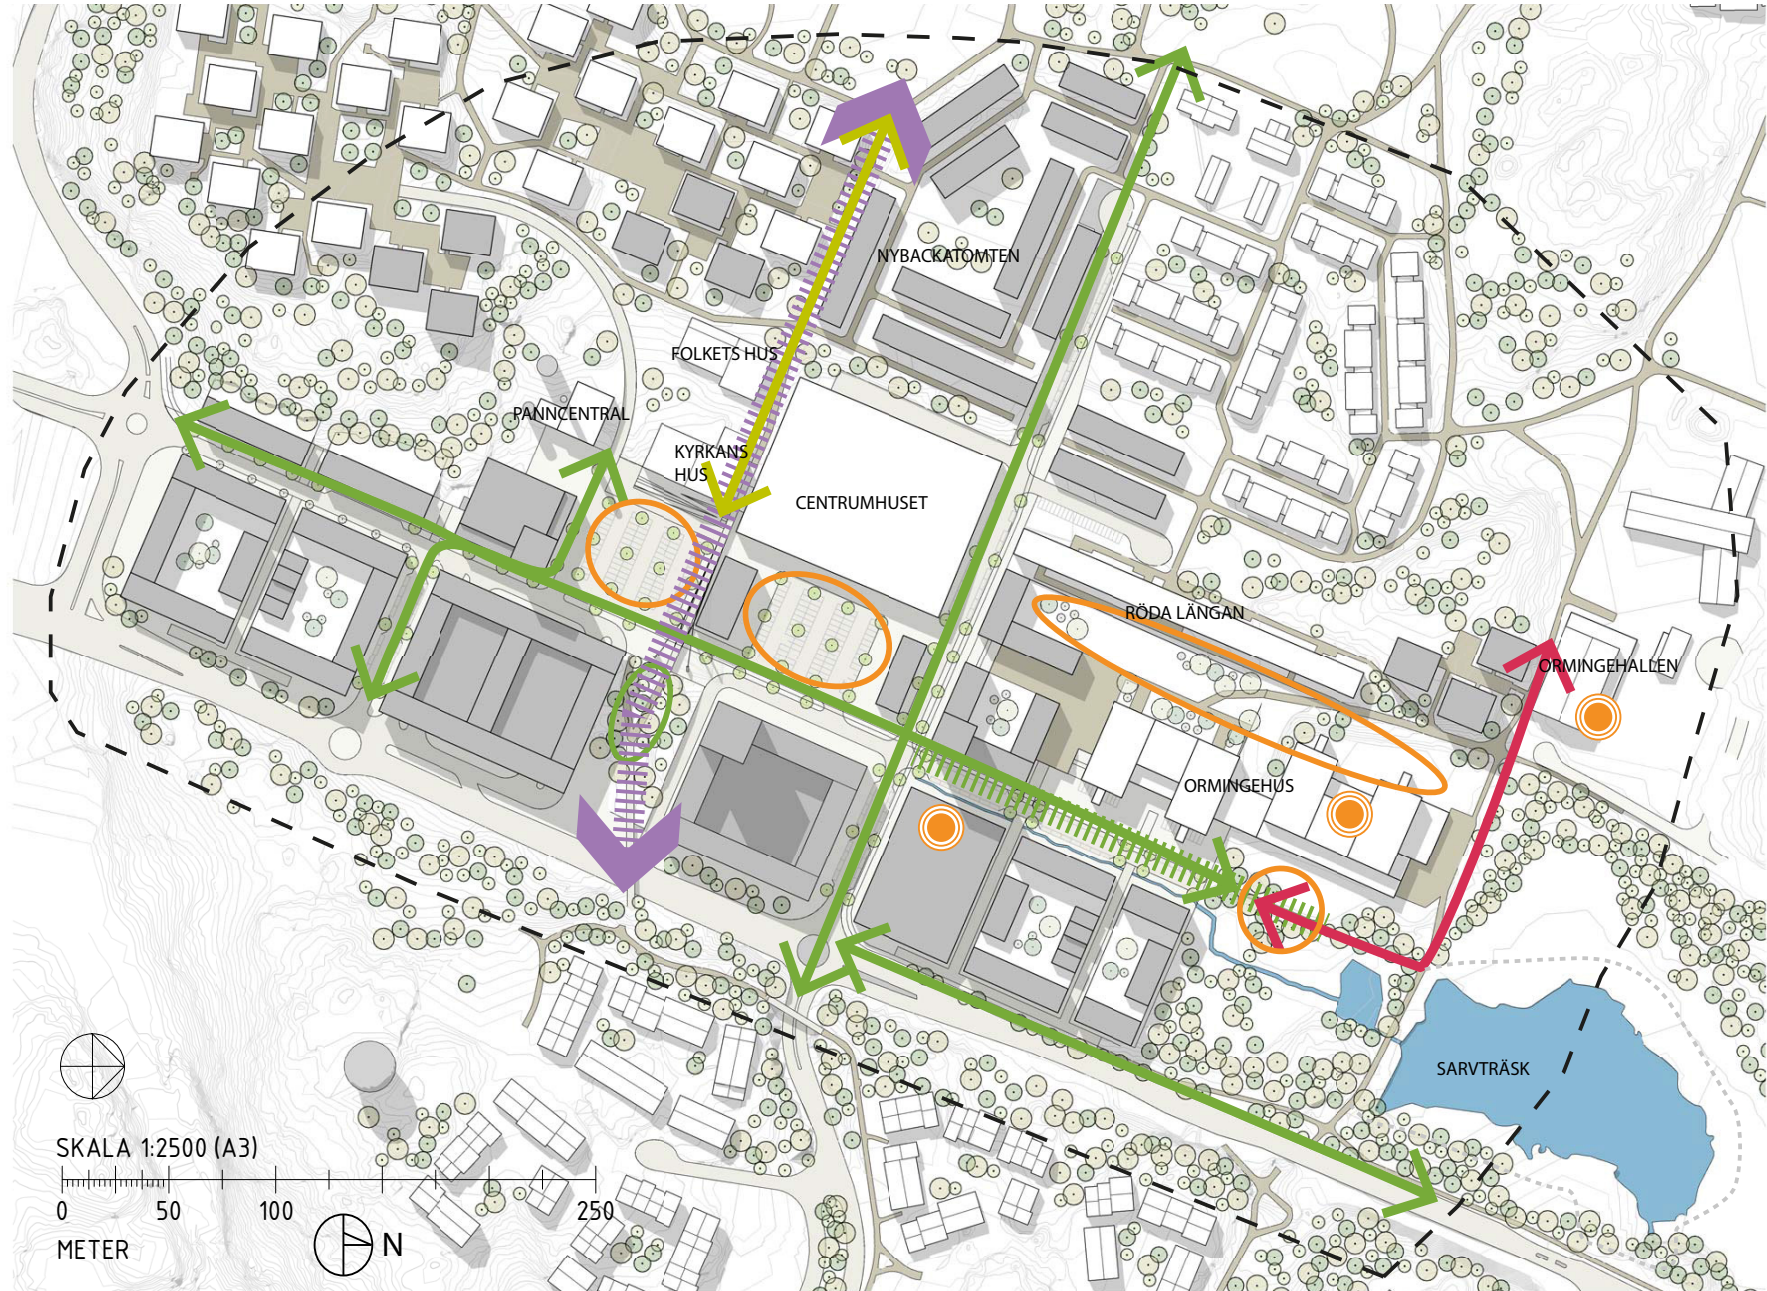 NYBACKATOMTEN
FOLKETS HUS
PANNCENTRAL
KYRKANS
HUS
CENTRUMHUSET
RÖDA LÄNGAN
ORMINGEHALLEN
ORMINGEHUS
SARVTRÄSK
SKALA 1:2500 (A3)
0 50 100 250
METER
N